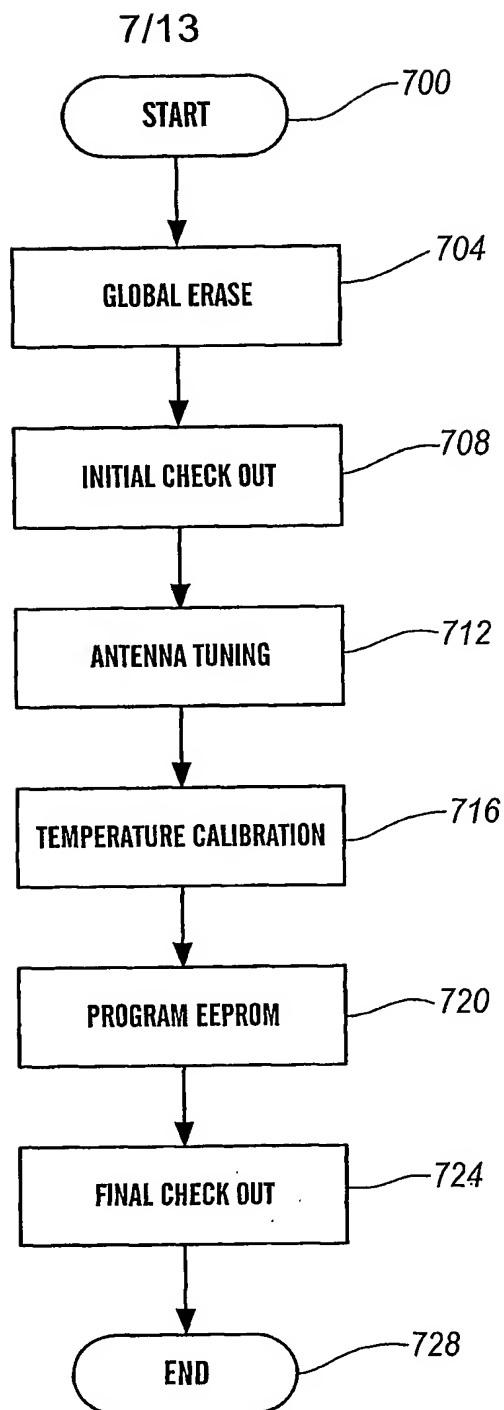 7/13
START
700
GLOBAL ERASE
704
INITIAL CHECK OUT
708
ANTENNA TUNING
712
TEMPERATURE CALIBRATION
716
PROGRAM EEPROM
720
FINAL CHECK OUT
724
END
728